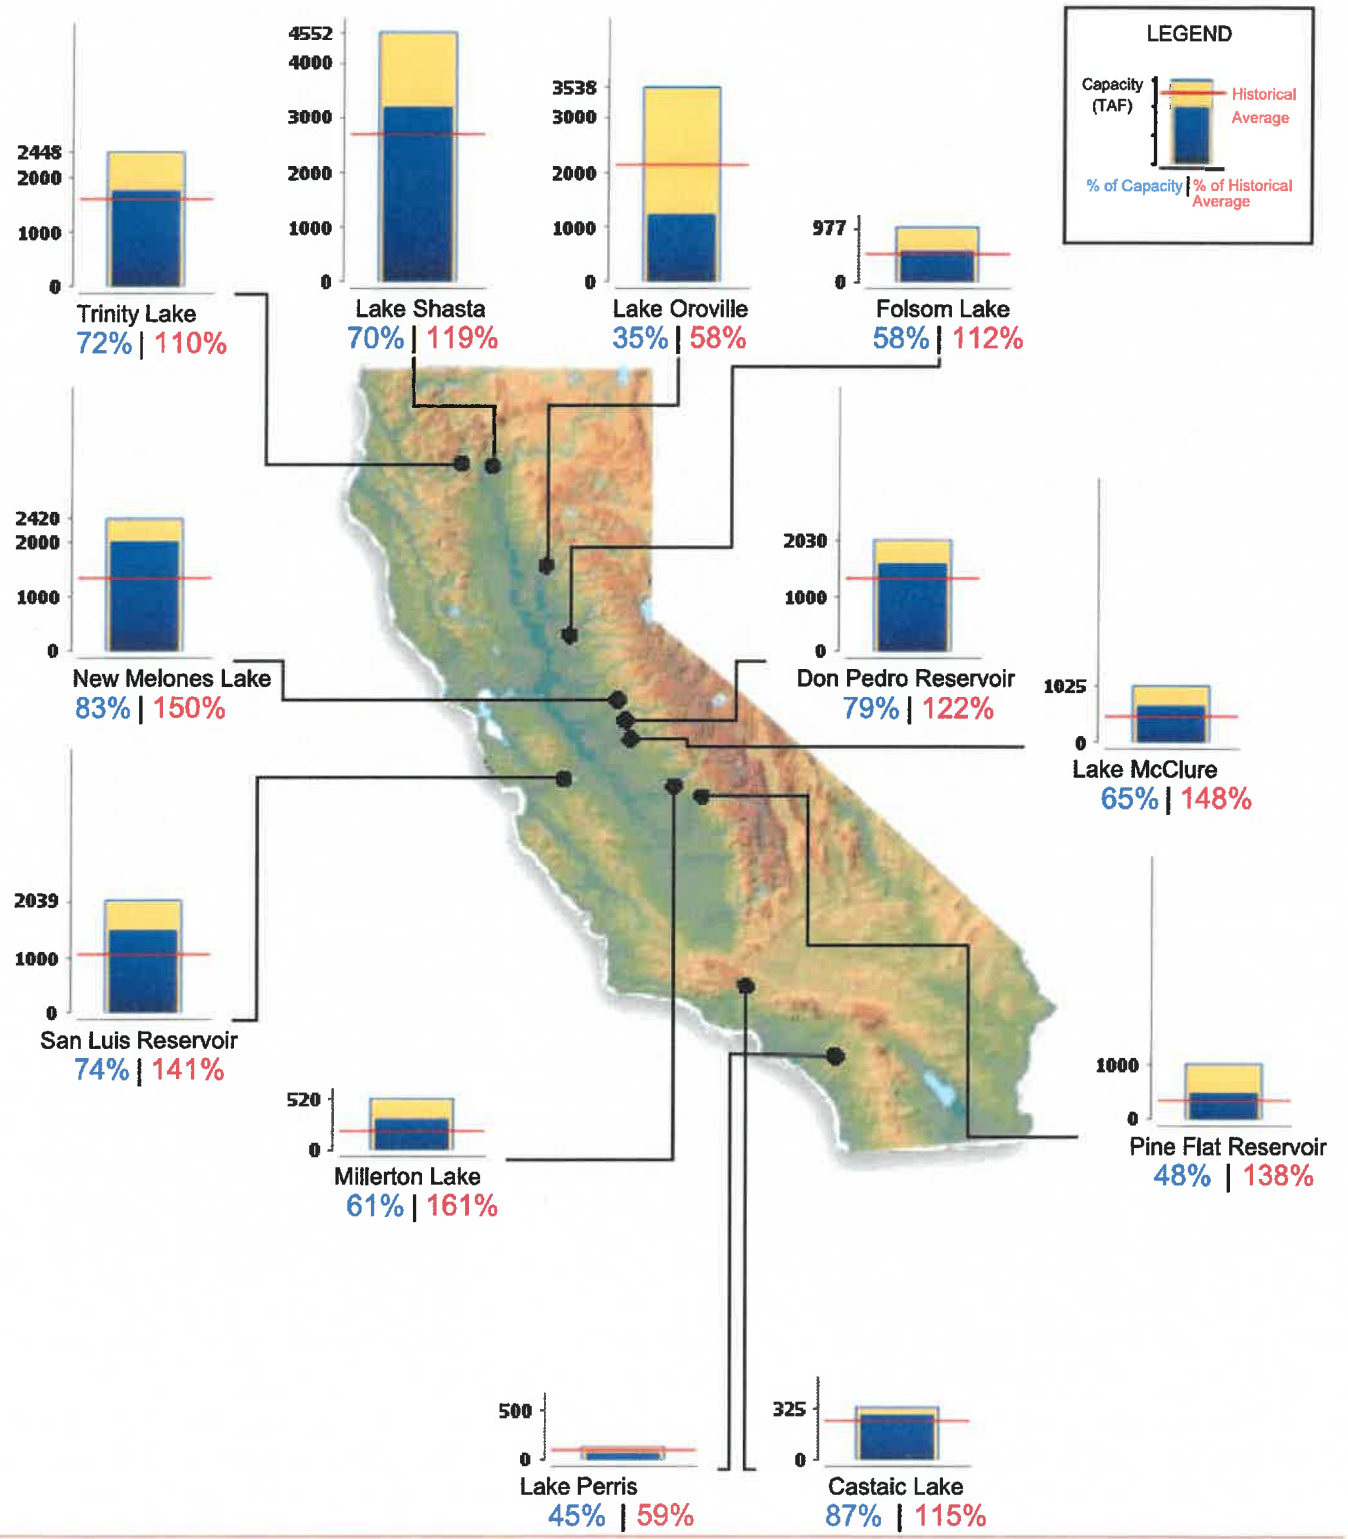 LEGEND
Capacity
(TAF)
Historical
Average
% of Capacity | % of Historical
Average
2448
2000
1000
0
Trinity Lake
72% | 110%
4552
4000
3000
2000
1000
0
Lake Shasta
70% | 119%
3538
3000
2000
1000
0
Lake Oroville
35% | 58%
977
0
Folsom Lake
58% | 112%
2420
2000
1000
0
New Melones Lake
83% | 150%
2030
1000
0
Don Pedro Reservoir
79% | 122%
1025
0
Lake McClure
65% | 148%
2039
1000
0
San Luis Reservoir
74% | 141%
520
0
Millerton Lake
61% | 161%
1000
0
Pine Flat Reservoir
48% | 138%
500
0
Lake Perris
45% | 59%
325
0
Castaic Lake
87% | 115%